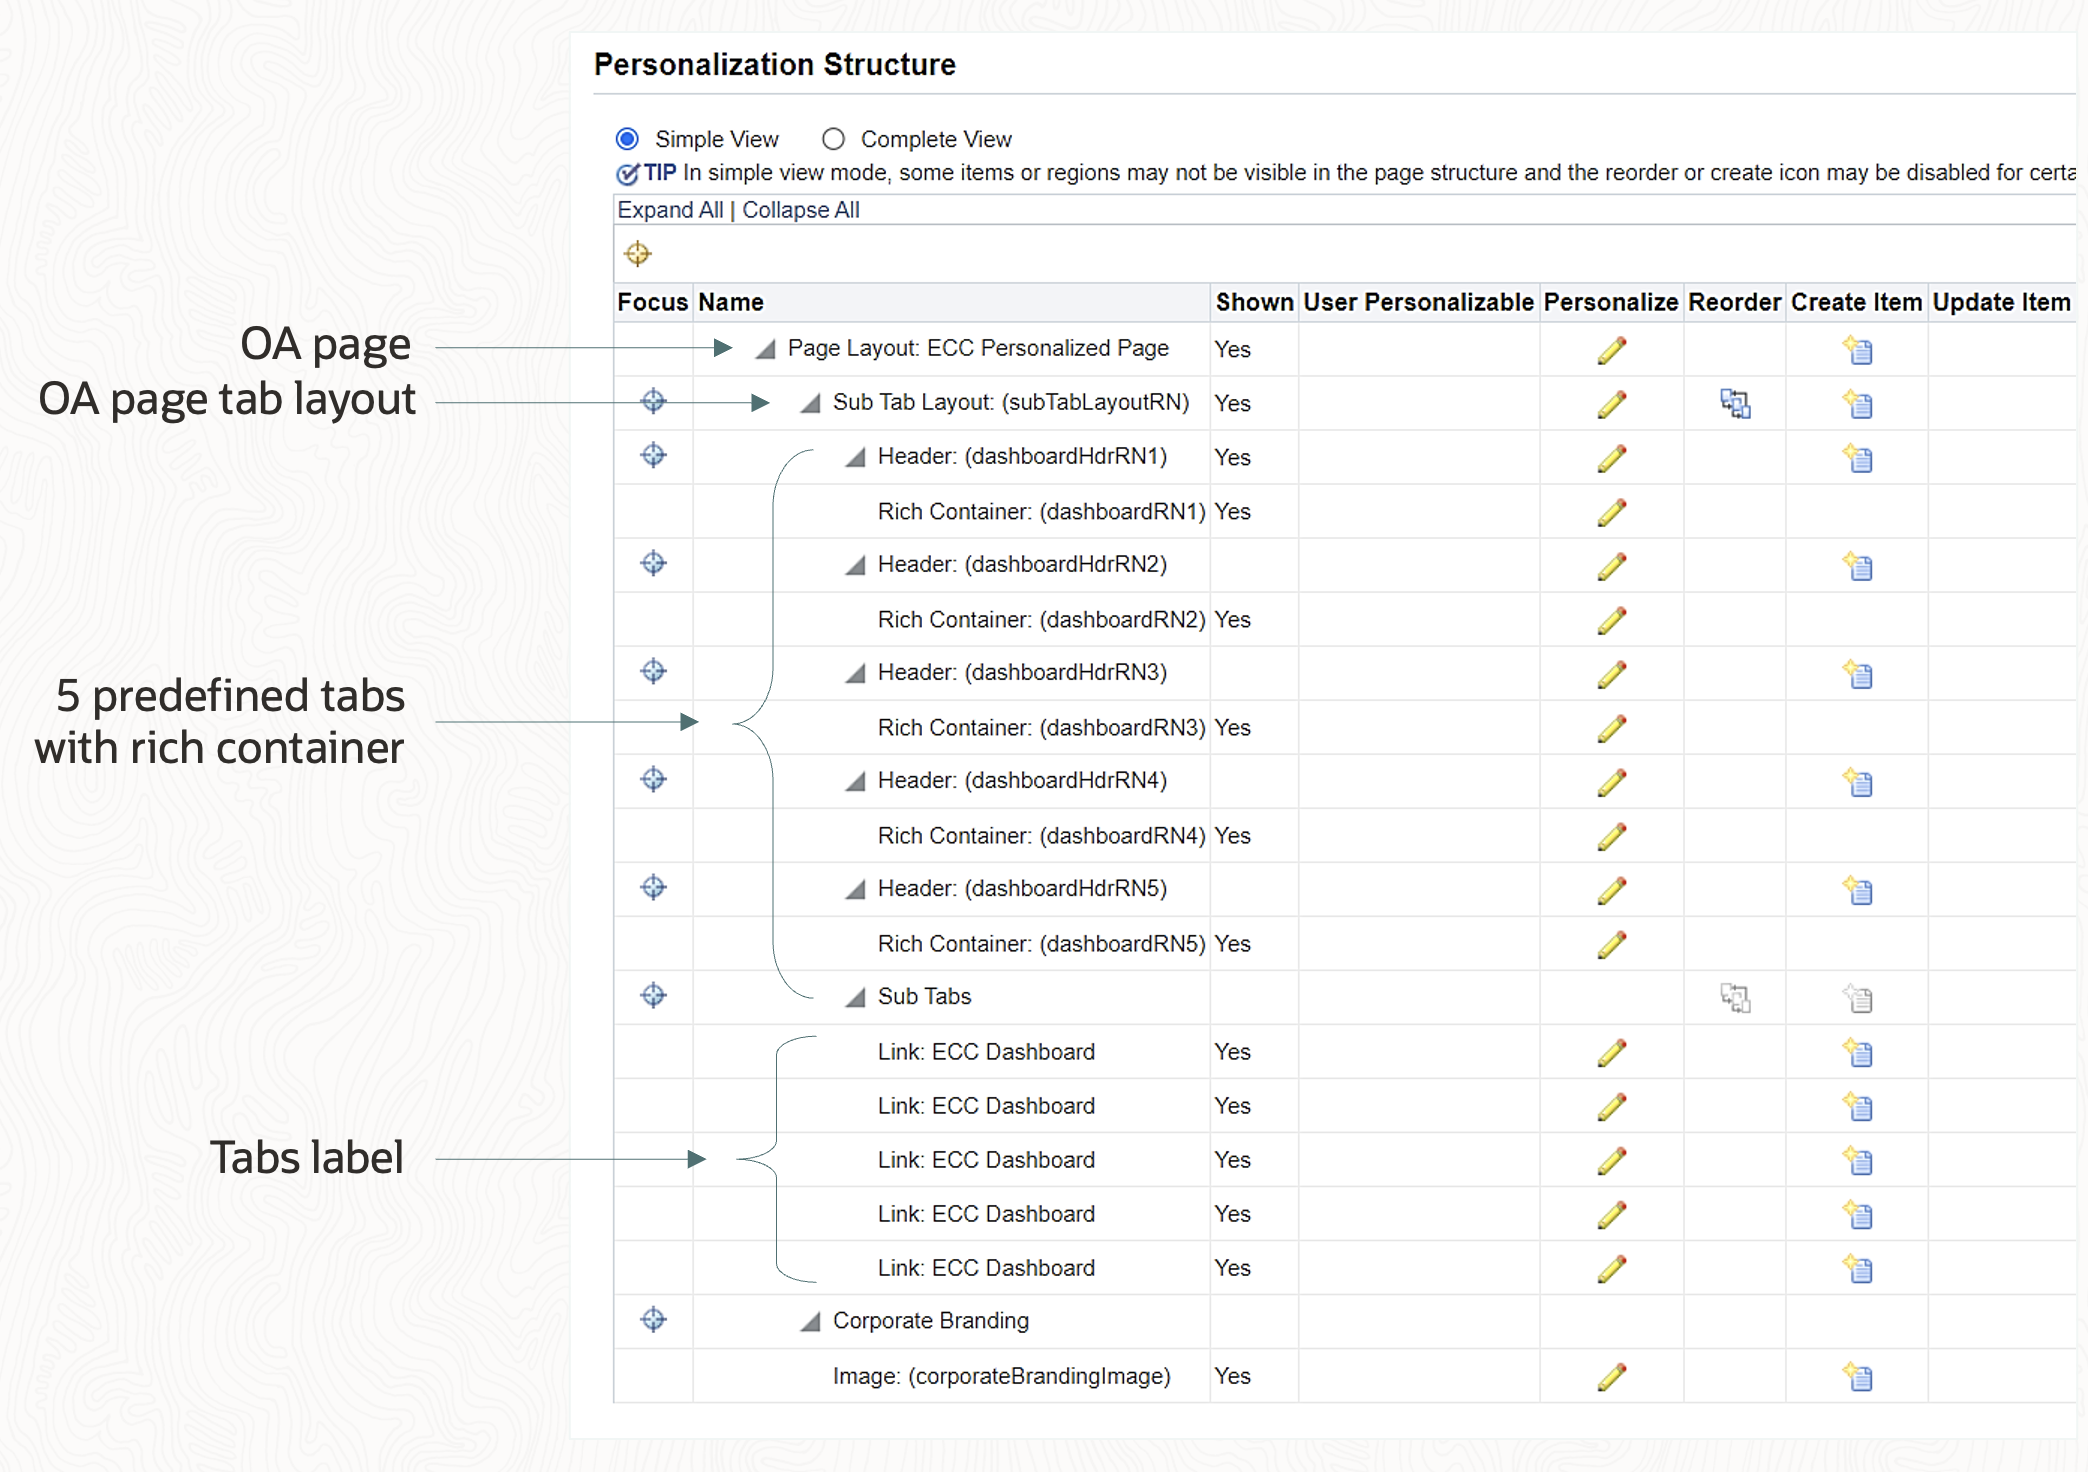 Personalization Structure
Simple View Complete View
TIP In simple view mode, some items or regions may not be visible in the page structure and the reorder or create icon may be disabled for certa
Expand All | Collapse All
Focus Name Shown User Personalizable Personalize Reorder Create Item Update Item
OA page
Page Layout: ECC Personalized Page Yes
OA page tab layout
Sub Tab Layout: (subTabLayoutRN) Yes
Header: (dashboardHdrRN1) Yes
Rich Container: (dashboardRN1) Yes
Header: (dashboardHdrRN2)
Rich Container: (dashboardRN2) Yes
Header: (dashboardHdrRN3)
5 predefined tabs
with rich container
Rich Container: (dashboardRN3) Yes
Header: (dashboardHdrRN4)
Rich Container: (dashboardRN4) Yes
Header: (dashboardHdrRN5)
Rich Container: (dashboardRN5) Yes
Sub Tabs
Link: ECC Dashboard Yes
Link: ECC Dashboard Yes
Tabs label
Link: ECC Dashboard Yes
Link: ECC Dashboard Yes
Link: ECC Dashboard Yes
Corporate Branding
Image: (corporateBrandingImage) Yes